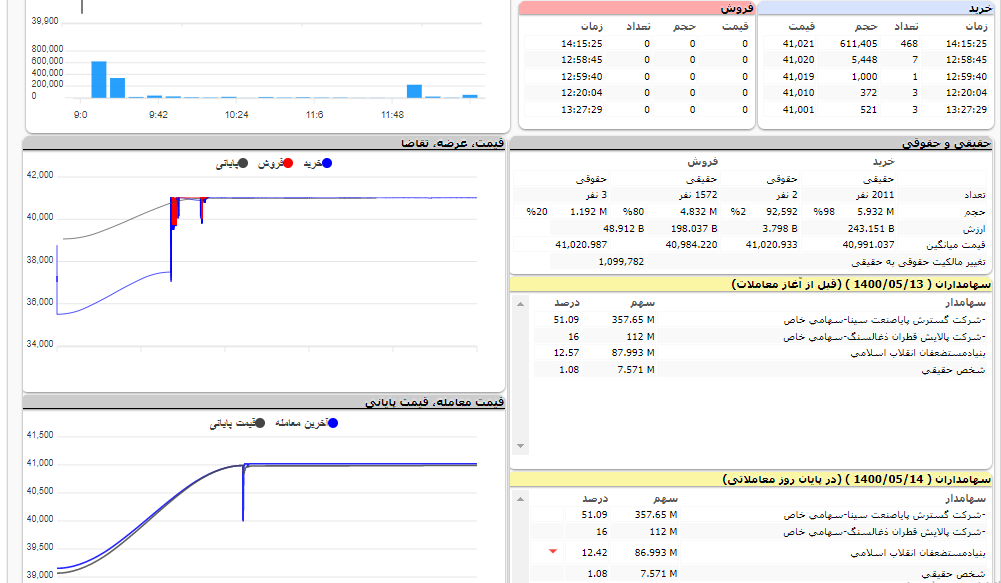 خرید
زمان تعداد حجم قیمت
14:15:25 468 611,405 41,021
12:58:45 7 5,448 41,020
12:59:40 1 1,000 41,019
12:20:04 3 372 41,010
13:27:29 3 521 41,001
فروش
قیمت حجم تعداد زمان
0 0 0 14:15:25
0 0 0 12:58:45
0 0 0 12:59:40
0 0 0 12:20:04
0 0 0 13:27:29
39,900
800,000
600,000
400,000
200,000
0
9:0 9:42 10:24 11:6 11:48
حقیقی و حقوقی
خرید فروش
حقیقی حقوقی حقیقی حقوقی
تعداد 2011 نفر 2 نفر 1572 نفر 3 نفر
حجم 5.932 M %98 92,592 %2 4.832 M %80 1.192 M %20
ارزش 243.151 B 3.798 B 198.037 B 48.912 B
قیمت میانگین 40,991.037 41,020.933 40,984.220 41,020.987
تغییر مالکیت حقوقی به حقیقی 1,099,782
سهامداران ( 1400/05/13 ) (قبل از آغاز معاملات)
سهامدار سهم درصد
شرکت گسترش پایاصنعت سینا-سهامی خاص- 357.65 M 51.09
شرکت پالایش قطران ذغالسنگ-سهامی خاص- 112 M 16
بنیادمستضعفان انقلاب اسلامی 87.993 M 12.57
شخص حقیقی 7.571 M 1.08
سهامداران ( 1400/05/14 ) (در پایان روز معاملاتی)
سهامدار سهم درصد
شرکت گسترش پایاصنعت سینا-سهامی خاص- 357.65 M 51.09
شرکت پالایش قطران ذغالسنگ-سهامی خاص- 112 M 16
بنیادمستضعفان انقلاب اسلامی 86.993 M 12.42
شخص حقیقی 7.571 M 1.08
قیمت، عرضه، تقاضا
خرید فروش پایانی
42,000
40,000
38,000
36,000
34,000
قیمت معامله، قیمت پایانی
آخرین معامله قیمت پایانی
41,500
41,000
40,500
40,000
39,500
39,000